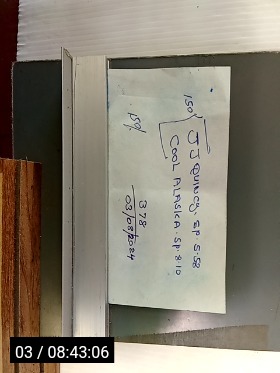 150/ JJ QUINCY SP. 5.58
COOL ALASKA. SP. 8.10
150/
378
03/08/2024
03 / 08:43:06